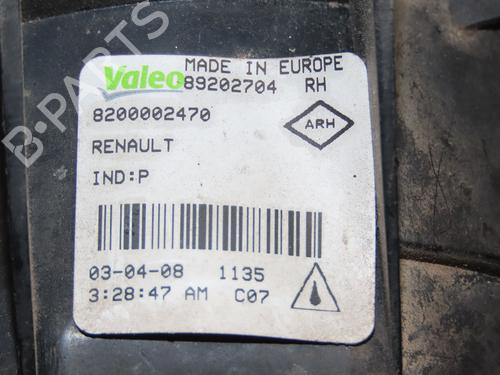 Valeo MADE IN EUROPE
89202704 RH
8200002470
ARH
RENAULT
IND:P
03-04-08 1135
3:28:47 AM C07